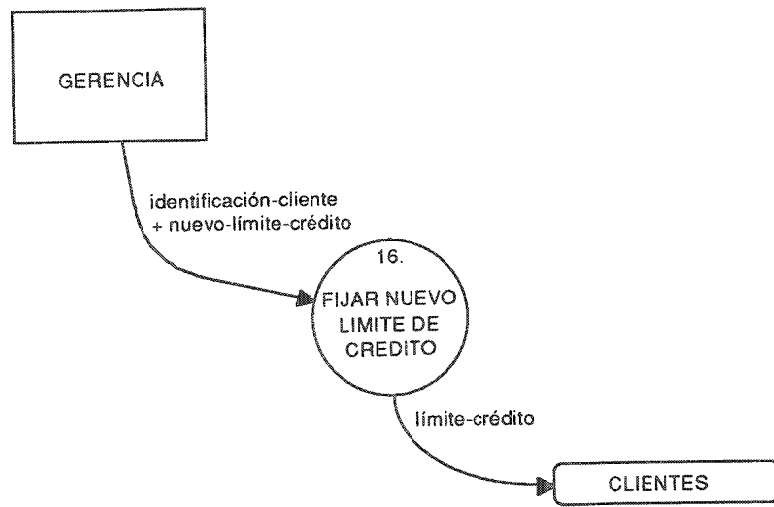 GERENCIA
identificación-cliente
+ nuevo-límite-crédito
16.
FIJAR NUEVO
LIMITE DE
CREDITO
límite-crédito
CLIENTES